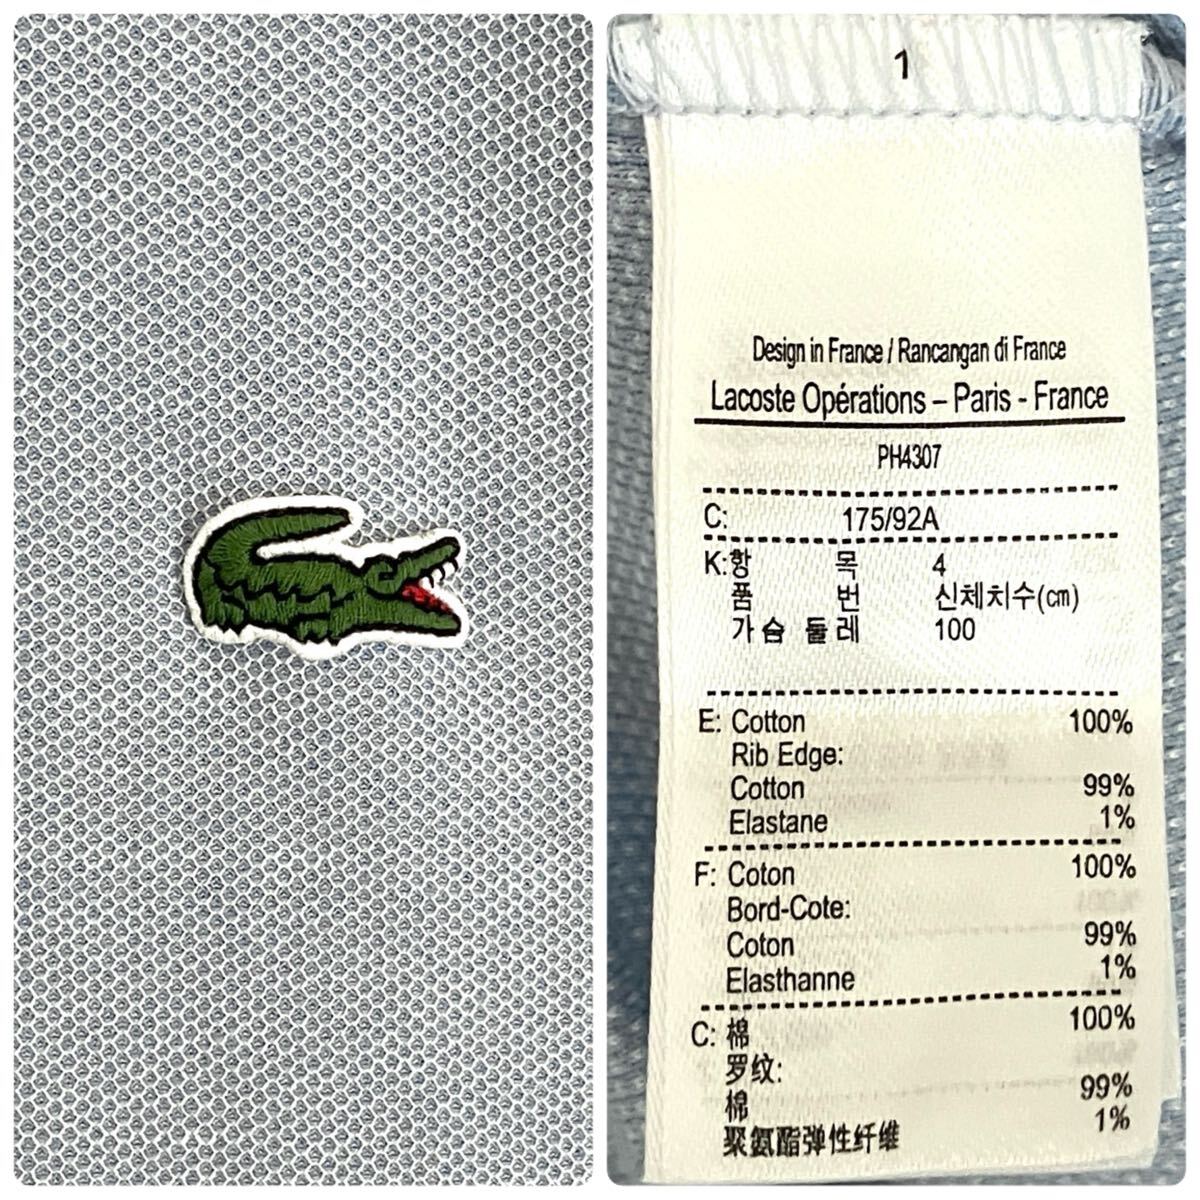 1
Design in France / Rancangan di France
Lacoste Opérations – Paris - France
PH4307
C: 175/92A
K:항 목 4
품 번 신체치수(cm)
가슴 둘레 100
E: Cotton 100%
Rib Edge:
Cotton 99%
Elastane 1%
F: Coton 100%
Bord-Cote:
Coton 99%
Elasthanne 1%
C: 棉 100%
罗纹:
棉 99%
聚氨酯弹性纤维 1%